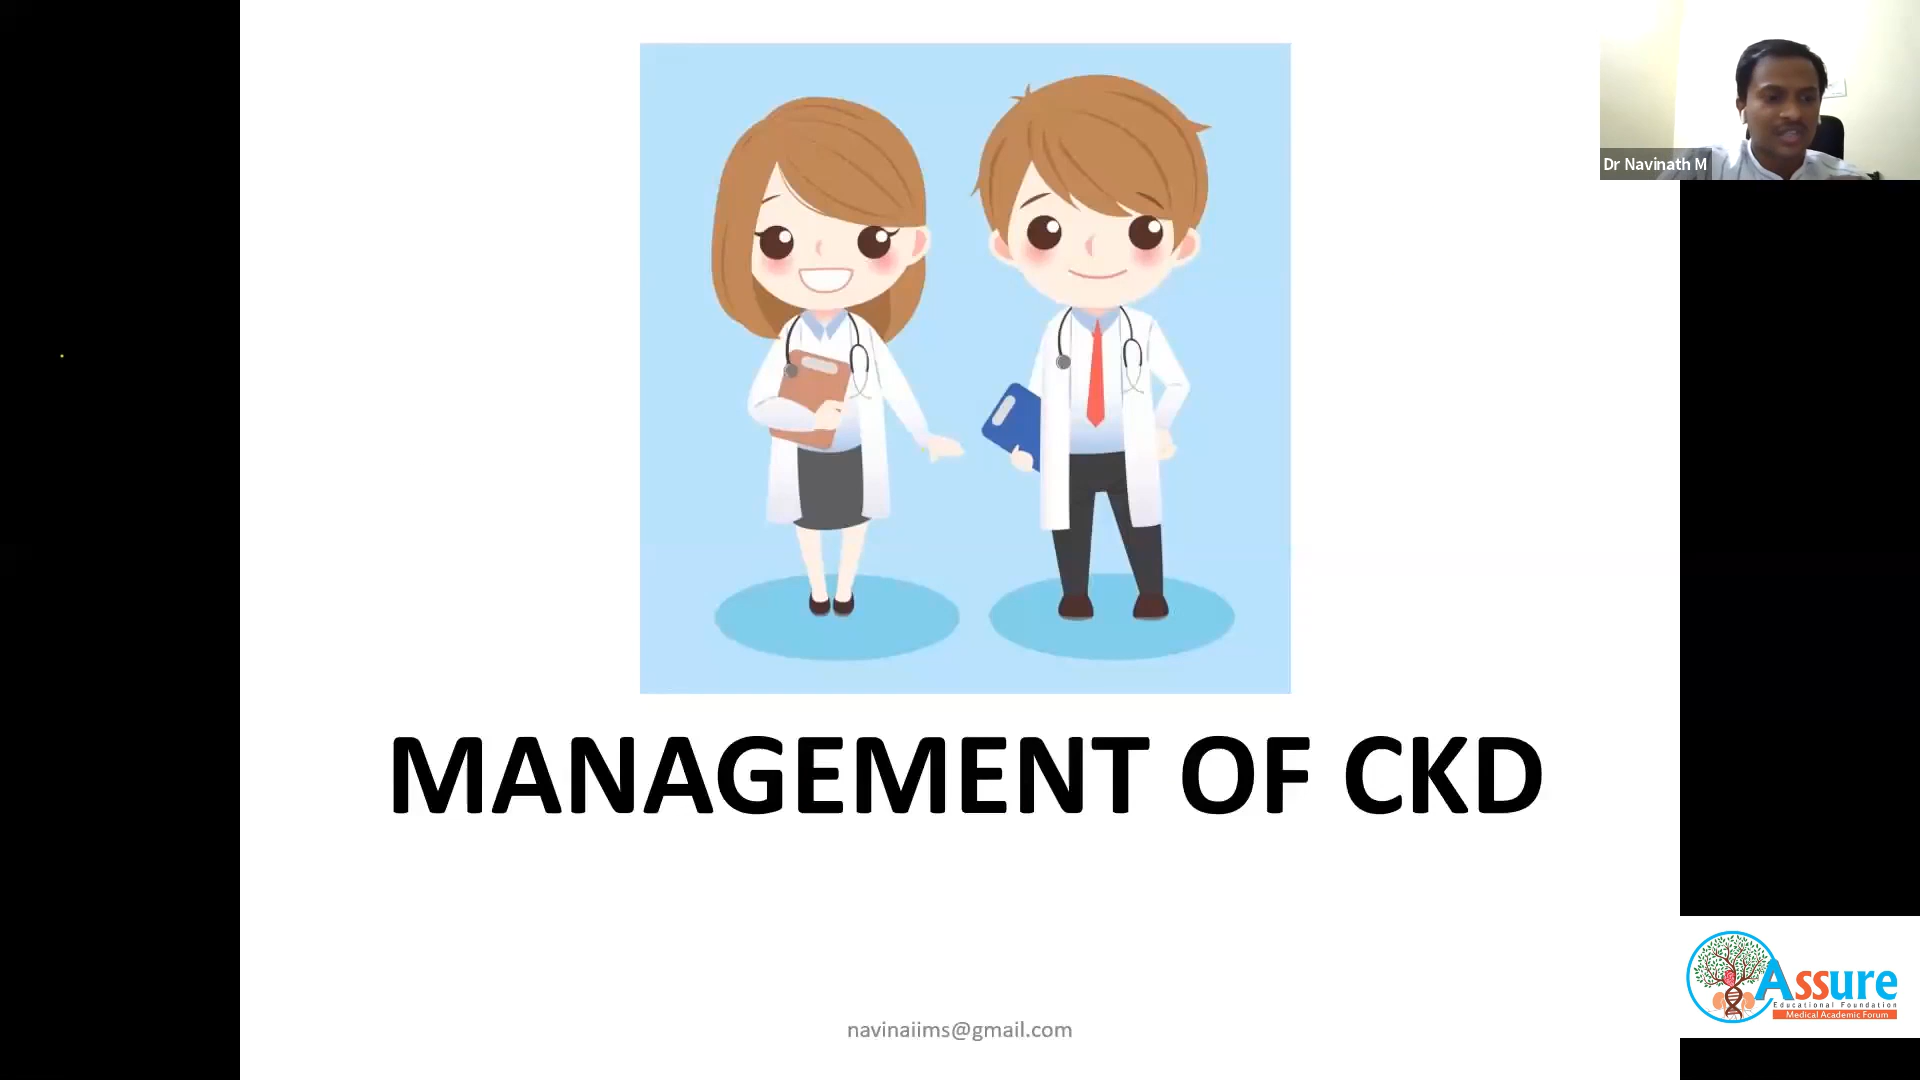 Dr Navinath M
MANAGEMENT OF CKD
Assure
Educational Foundation
Medical Academic Forum
navinaiims@gmail.com